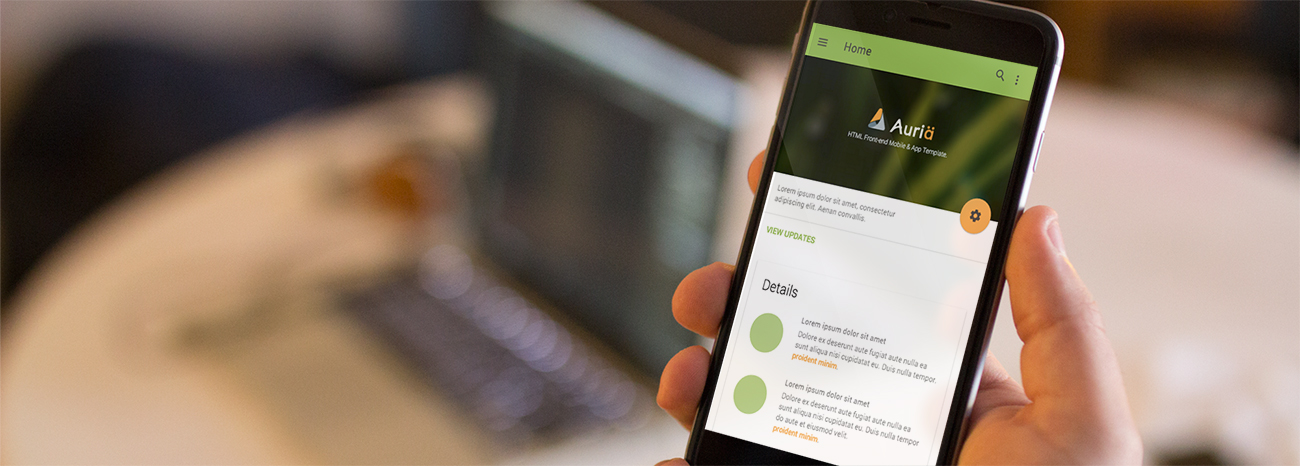 Home
Auriä
HTML Front-end Mobile & App Template.
Lorem ipsum dolor sit amet, consectetur
adipiscing elit. Aenan convallis.
VIEW UPDATES
Details
Lorem ipsum dolor sit amet
Dolore ex deserunt aute fugiat aute nulla ea
sunt aliqua nisi cupidatat eu. Duis nulla tempor.
proident minim.
Lorem ipsum dolor sit amet
Dolore ex deserunt aute fugiat aute nulla ea
sunt aliqua nisi cupidatat eu. Duis nulla tempor
do aute et eiusmod velit.
proident minim.